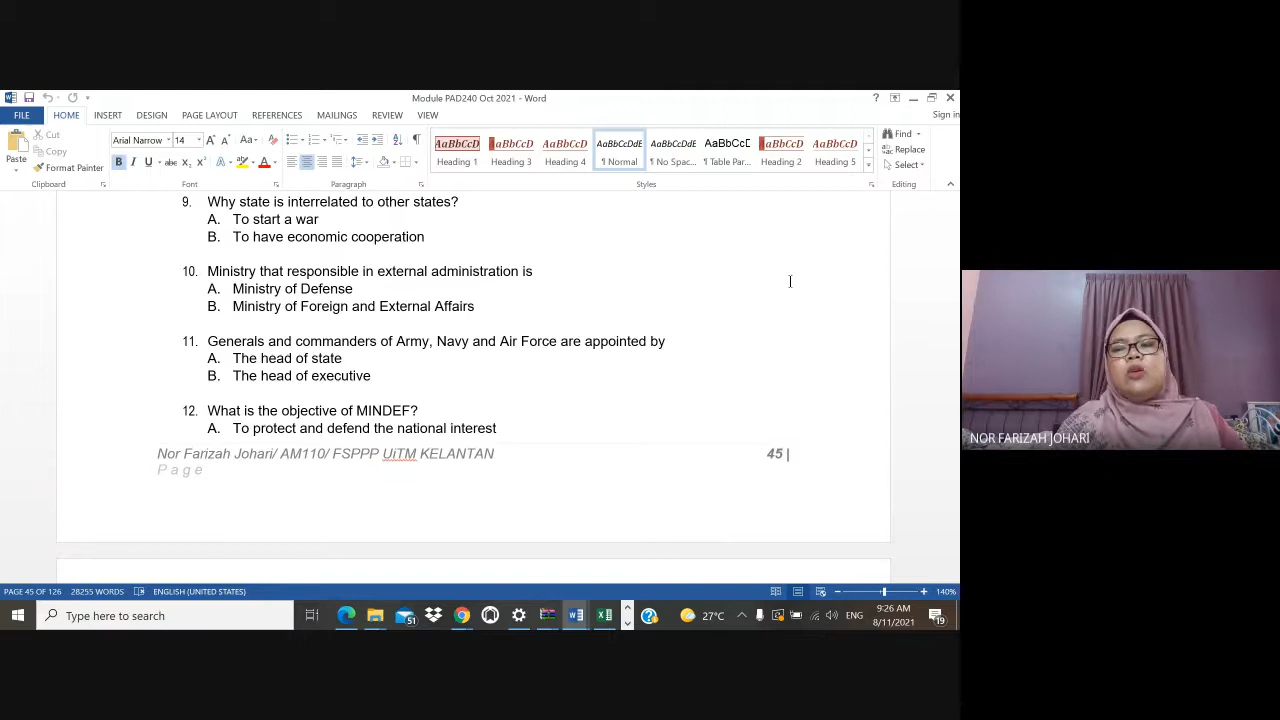 Module PAD240 Oct 2021 - Word
FILE HOME INSERT DESIGN PAGE LAYOUT REFERENCES MAILINGS REVIEW VIEW Sign in
Paste Cut Copy Format Painter
Arial Narrow 14
AaBbCcD AaBbCcD AaBbCcD AaBbCcDdE AaBbCcDdE AaBbCcF AaBbCcD AaBbCcD
Heading 1 Heading 3 Heading 4 ¶ Normal ¶ No Spac... ¶ Table Par... Heading 2 Heading 5
Find Replace Select
Clipboard Font Paragraph Styles Editing
9. Why state is interrelated to other states?
A. To start a war
B. To have economic cooperation
10. Ministry that responsible in external administration is
A. Ministry of Defense
B. Ministry of Foreign and External Affairs
11. Generals and commanders of Army, Navy and Air Force are appointed by
A. The head of state
B. The head of executive
12. What is the objective of MINDEF?
A. To protect and defend the national interest
Nor Farizah Johari/ AM110/ FSPPP UiTM KELANTAN 45 |
P a g e
NOR FARIZAH JOHARI
PAGE 45 OF 126 28255 WORDS ENGLISH (UNITED STATES) 140%
Type here to search 51 27°C ENG 9:26 AM 8/11/2021 19